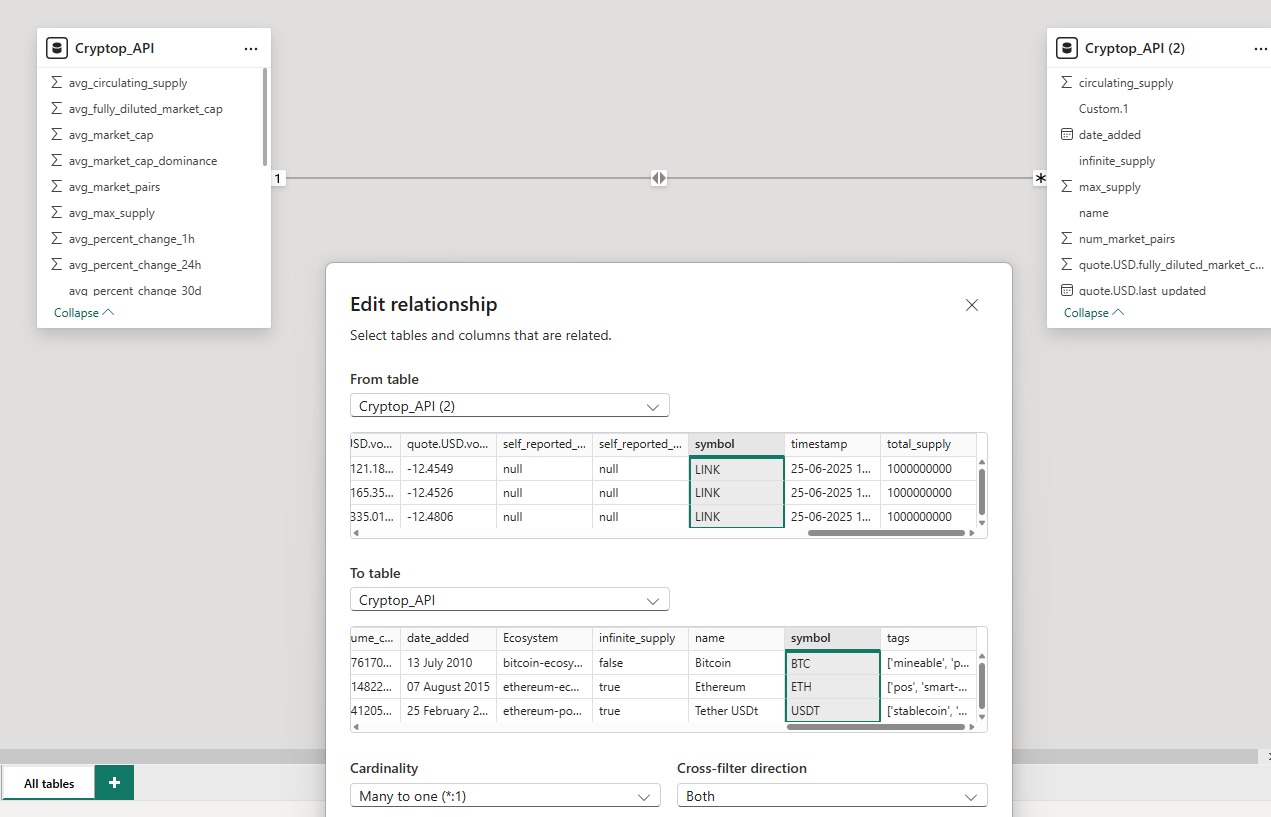 Cryptop_API ...
avg_circulating_supply
avg_fully_diluted_market_cap
avg_market_cap
avg_market_cap_dominance
avg_market_pairs
avg_max_supply
avg_percent_change_1h
avg_percent_change_24h
avg_percent_change_30d
Collapse
1
*
Cryptop_API (2) ...
circulating_supply
Custom.1
date_added
infinite_supply
max_supply
name
num_market_pairs
quote.USD.fully_diluted_market_c...
quote.USD.last_updated
Collapse
Edit relationship
Select tables and columns that are related.
From table
Cryptop_API (2)
JSD.vo... quote.USD.vo... self_reported_... self_reported_... symbol timestamp total_supply
121.18... -12.4549 null null LINK 25-06-2025 1... 1000000000
165.35... -12.4526 null null LINK 25-06-2025 1... 1000000000
335.01... -12.4806 null null LINK 25-06-2025 1... 1000000000
To table
Cryptop_API
ume_c... date_added Ecosystem infinite_supply name symbol tags
76170... 13 July 2010 bitcoin-ecosy... false Bitcoin BTC ['mineable', 'p...
14822... 07 August 2015 ethereum-ec... true Ethereum ETH ['pos', 'smart-...
41205... 25 February 2... ethereum-po... true Tether USDt USDT ['stablecoin', '...
Cardinality Cross-filter direction
Many to one (*:1) Both
All tables +